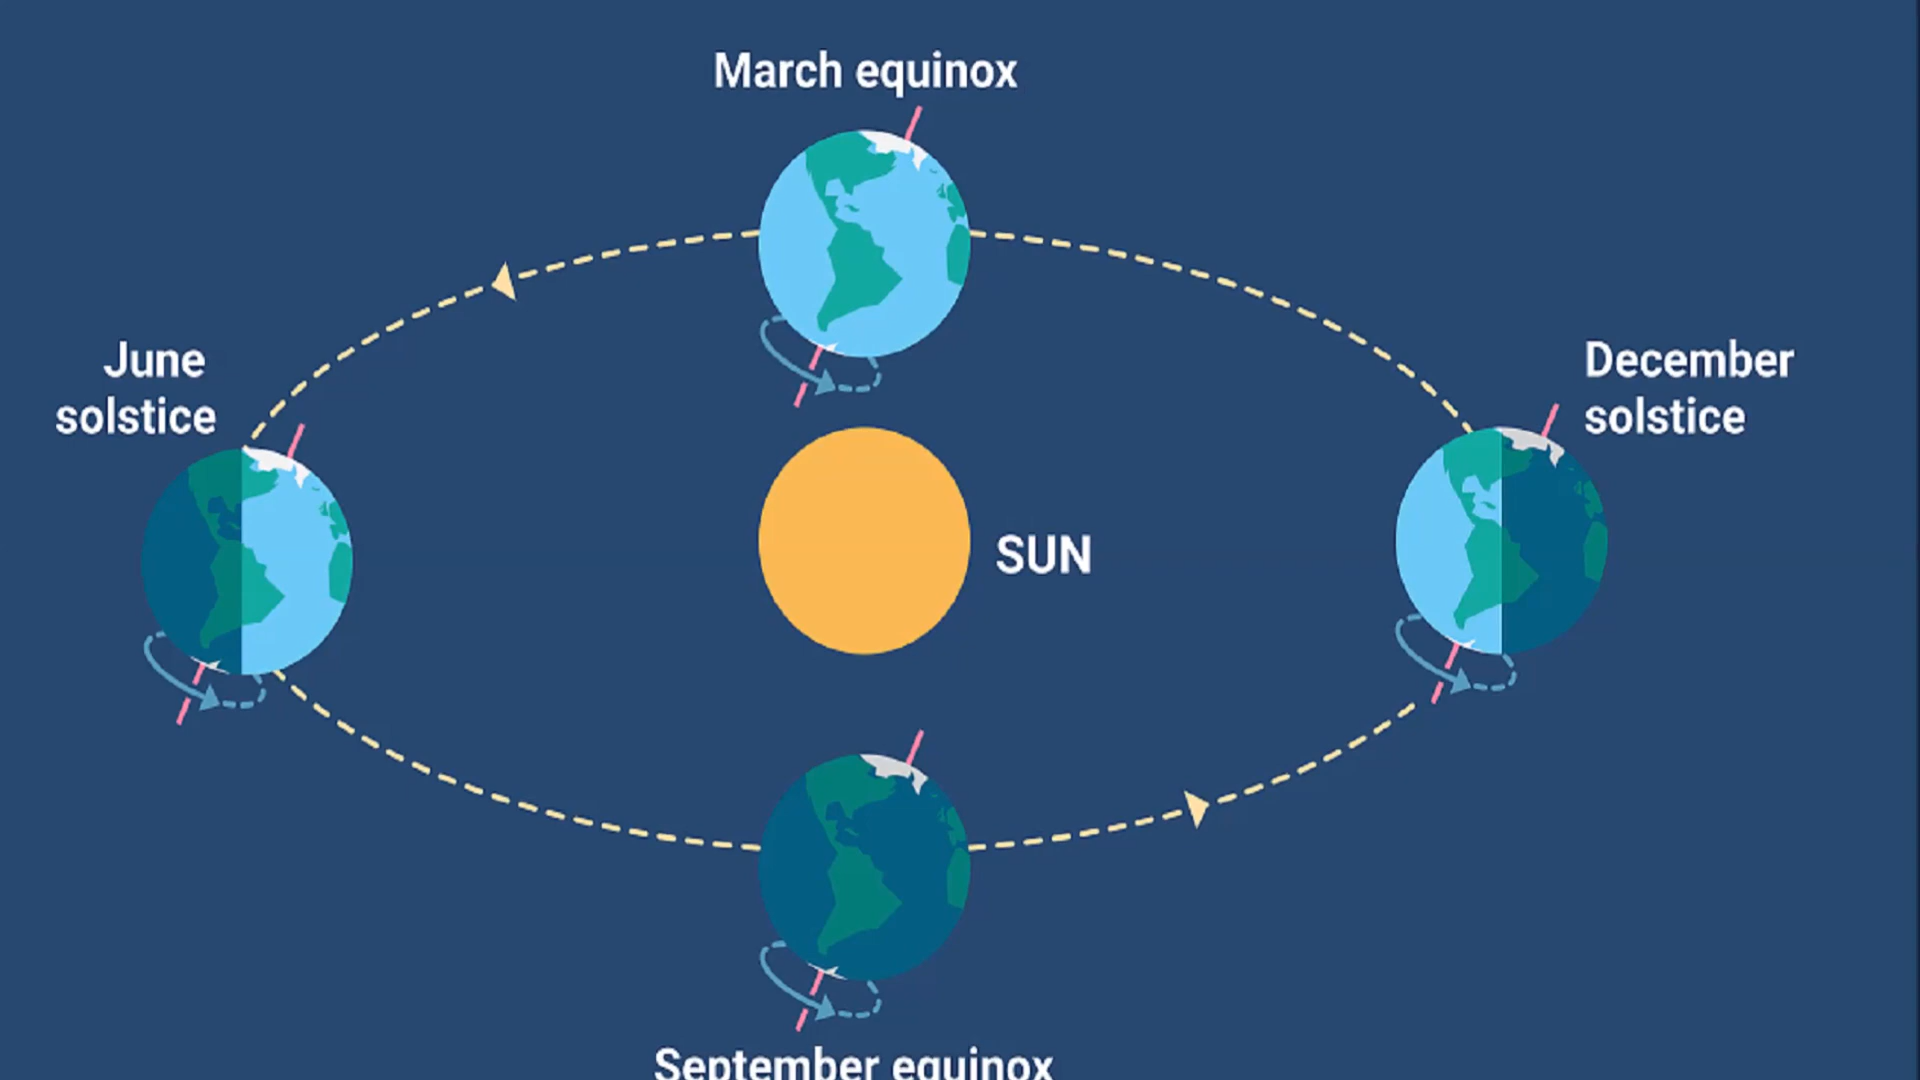 March equinox
June
solstice
December
solstice
SUN
September equinox